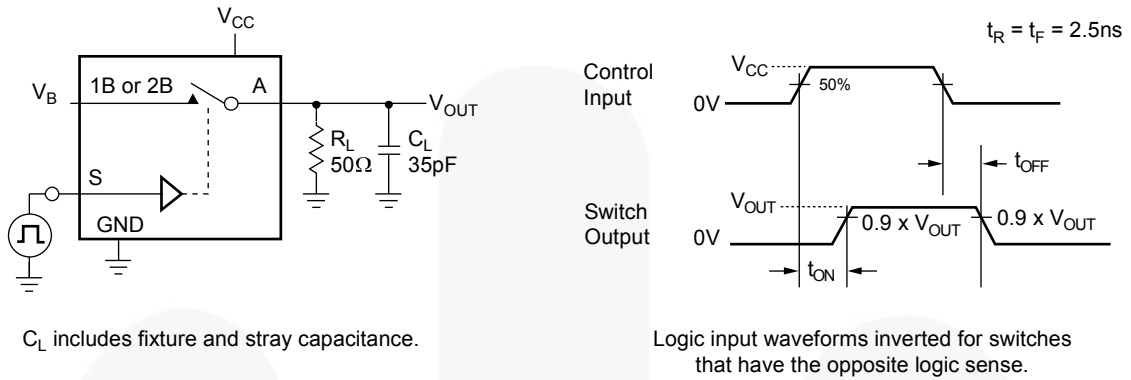 V_CC
V_B
1B or 2B
A
V_OUT
R_L
50Ω
C_L
35pF
S
GND
C_L includes fixture and stray capacitance.
t_R = t_F = 2.5ns
Control
Input
V_CC
0V
50%
t_OFF
Switch
Output
V_OUT
0V
0.9 x V_OUT
0.9 x V_OUT
t_ON
Logic input waveforms inverted for switches
that have the opposite logic sense.